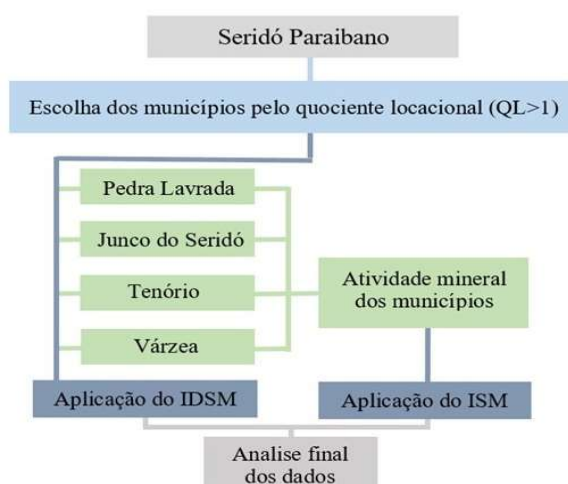 Seridó Paraibano
Escolha dos municípios pelo quociente locacional (QL>1)
Pedra Lavrada
Junco do Seridó
Tenório
Várzea
Atividade mineral
dos municípios
Aplicação do IDSM
Aplicação do ISM
Analise final
dos dados